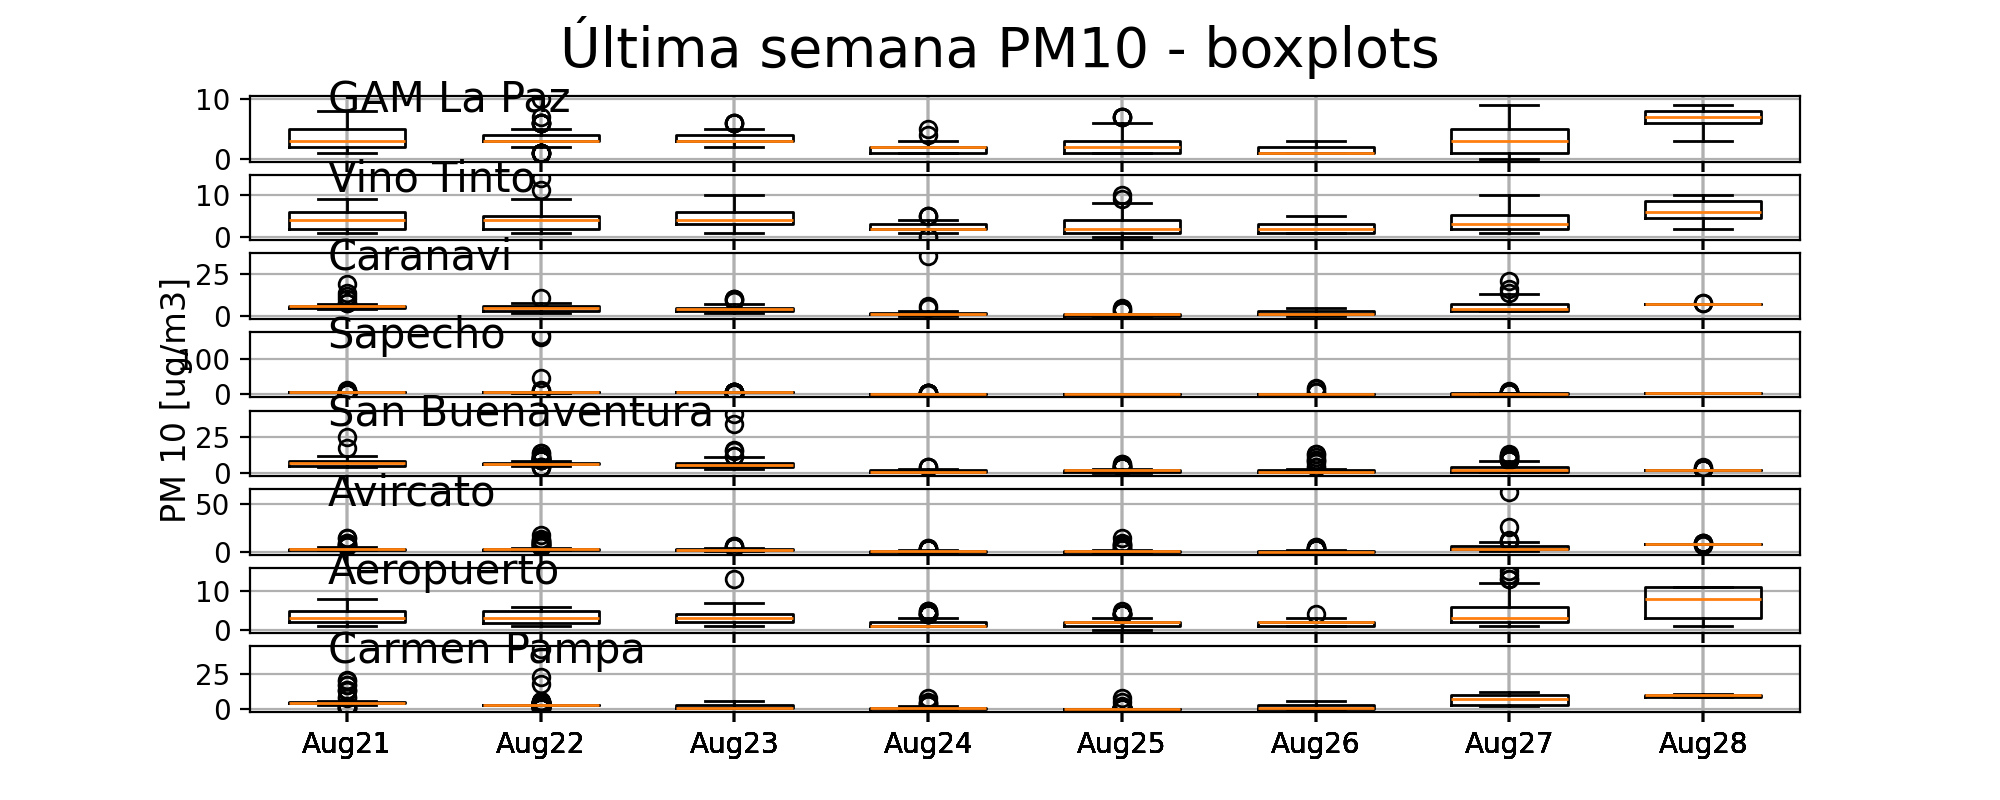 Última semana PM10 - boxplots
GAM La Paz
10
0
Vino Tinto
10
0
Caranavi
25
0
Sapecho
100
0
San Buenaventura
25
0
Avircato
50
0
Aeropuerto
10
0
Carmen Pampa
25
0
PM 10 [ug/m3]
Aug21 Aug22 Aug23 Aug24 Aug25 Aug26 Aug27 Aug28